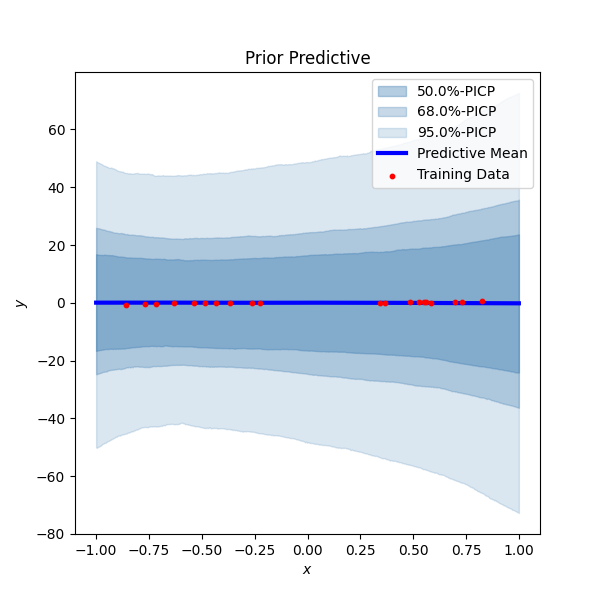 Prior Predictive
50.0%-PICP
68.0%-PICP
95.0%-PICP
Predictive Mean
Training Data
60
40
20
0
−20
−40
−60
−80
y
−1.00
−0.75
−0.50
−0.25
0.00
0.25
0.50
0.75
1.00
x